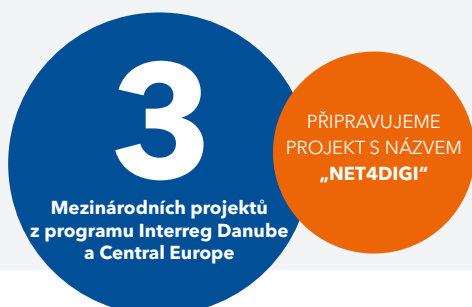 3
Mezinárodních projektů
z programu Interreg Danube
a Central Europe
PŘIPRAVUJEME
PROJEKT S NÁZVEM
„NET4DIGI“